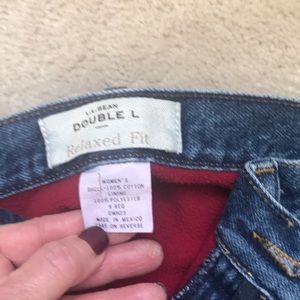 L.L.BEAN
DOUBLE L
Relaxed Fit
WOMEN'S
SHELL-100% COTTON
LINING
100% POLYESTER
8 REG
MADE IN MEXICO
CARE ON REVERSE